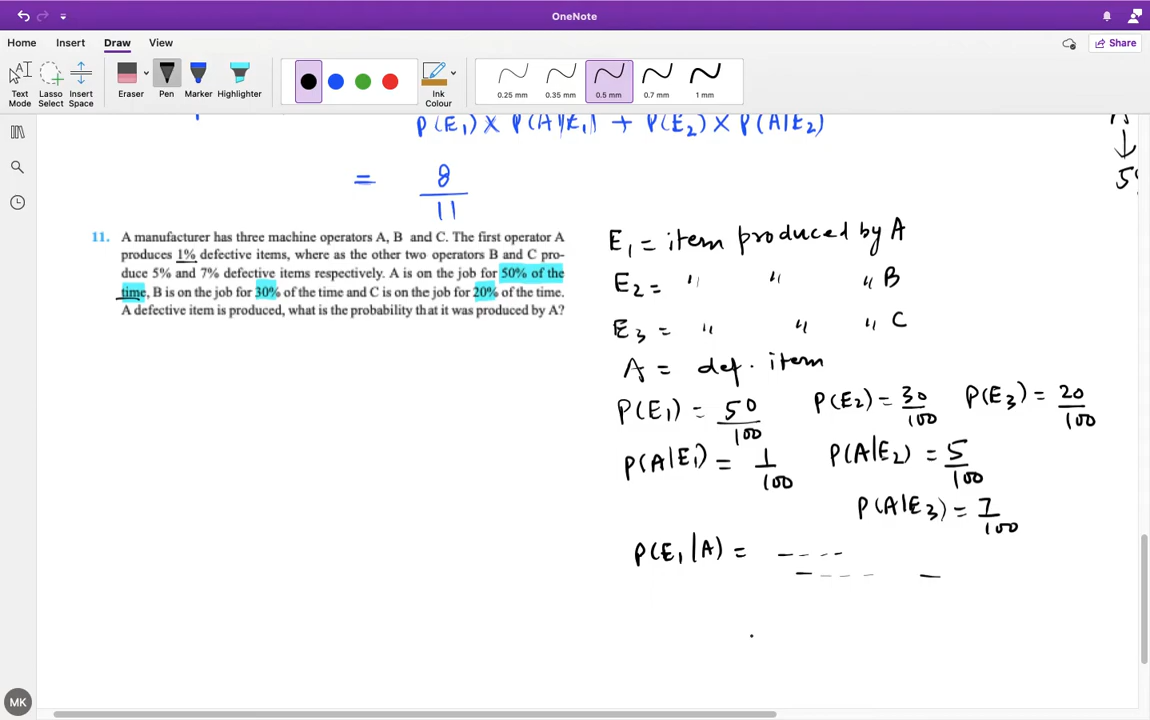 OneNote
Home Insert Draw View
Share
Text Mode
Lasso Select
Insert Space
Eraser
Pen
Marker
Highlighter
Ink Colour
0.25 mm
0.35 mm
0.5 mm
0.7 mm
1 mm
P(E₁) × P(A|E₁) + P(E₂) × P(A|E₂)
= 8/11
11. A manufacturer has three machine operators A, B and C. The first operator A
produces 1% defective items, where as the other two operators B and C pro-
duce 5% and 7% defective items respectively. A is on the job for 50% of the
time, B is on the job for 30% of the time and C is on the job for 20% of the time.
A defective item is produced, what is the probability that it was produced by A?
E₁ = item produced by A
E₂ = " " " B
E₃ = " " " C
A = def. item
P(E₁) = 50/100 P(E₂) = 30/100 P(E₃) = 20/100
P(A|E₁) = 1/100 P(A|E₂) = 5/100
P(A|E₃) = 7/100
P(E₁|A) =
MK